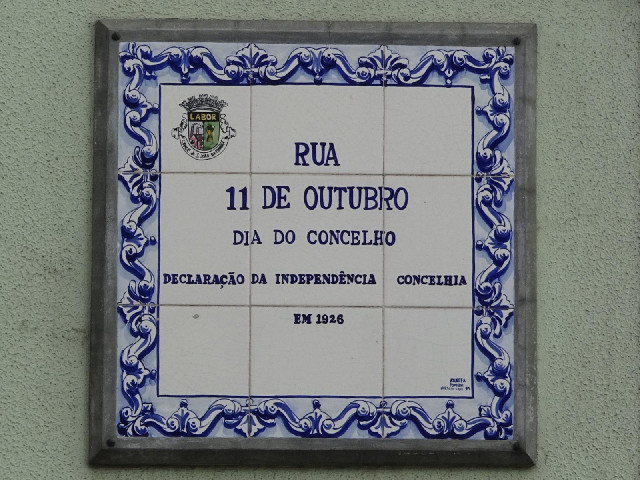 LABOR
RUA
11 DE OUTUBRO
DIA DO CONCELHO
DECLARAÇÃO DA INDEPENDÊNCIA CONCELHIA
EM 1926